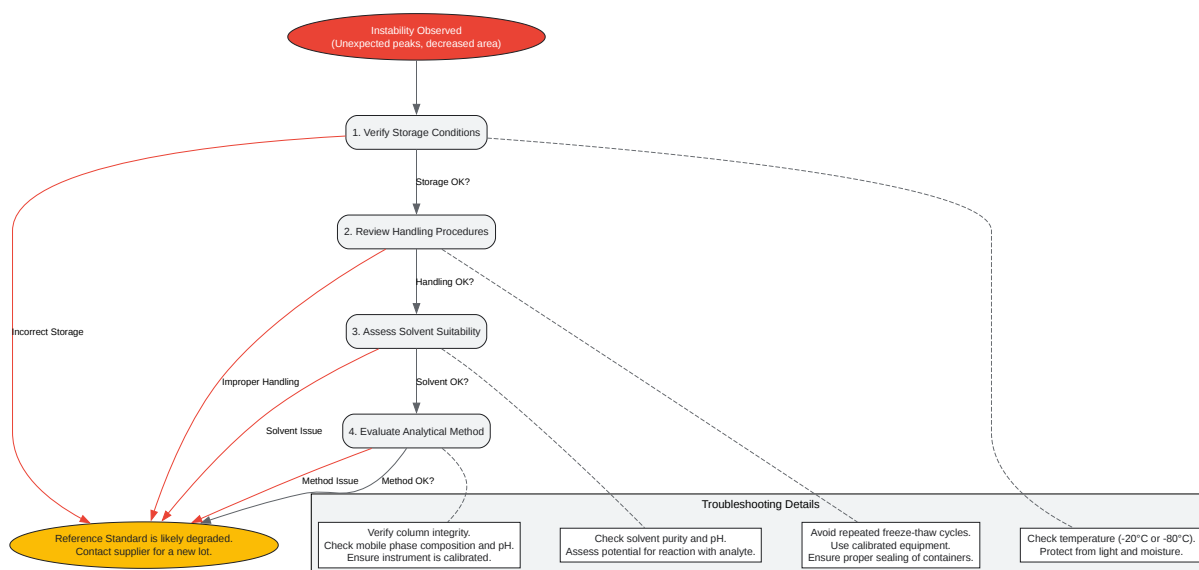 Instability Observed
(Unexpected peaks, decreased area)
1. Verify Storage Conditions
Storage OK?
2. Review Handling Procedures
Handling OK?
3. Assess Solvent Suitability
Incorrect Storage
Improper Handling
Solvent OK?
Solvent Issue
4. Evaluate Analytical Method
Method Issue
Method OK?
Troubleshooting Details
Reference Standard is likely degraded.
Contact supplier for a new lot.
Verify column integrity.
Check mobile phase composition and pH.
Ensure instrument is calibrated.
Check solvent purity and pH.
Assess potential for reaction with analyte.
Avoid repeated freeze-thaw cycles.
Use calibrated equipment.
Ensure proper sealing of containers.
Check temperature (-20°C or -80°C).
Protect from light and moisture.